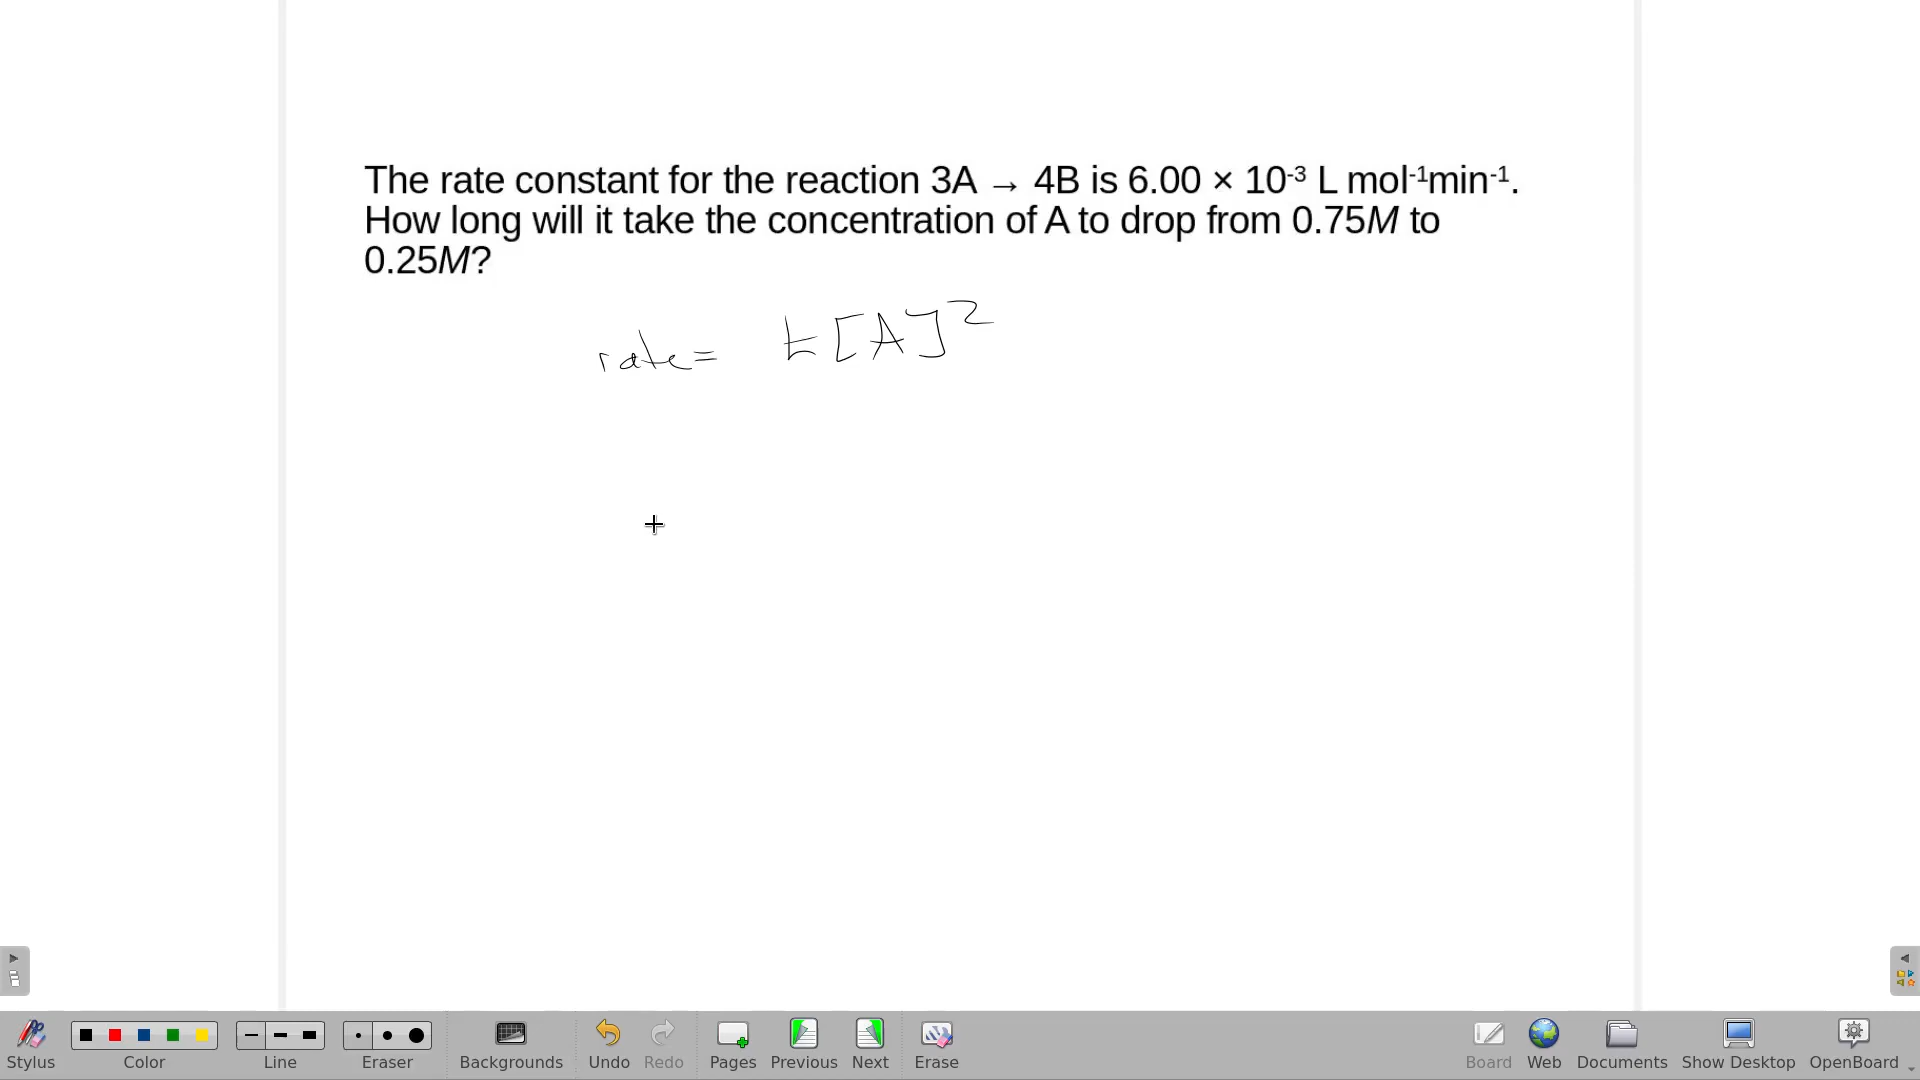 The rate constant for the reaction 3A → 4B is 6.00 × 10⁻³ L mol⁻¹min⁻¹.
How long will it take the concentration of A to drop from 0.75M to
0.25M?
rate= k[A]²
Stylus
Color
Line
Eraser
Backgrounds
Undo
Redo
Pages
Previous
Next
Erase
Board
Web
Documents
Show Desktop
OpenBoard